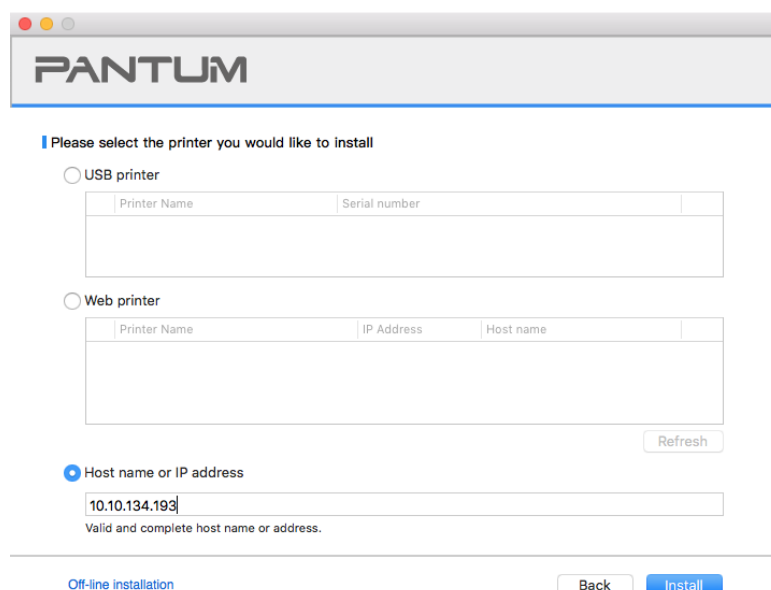 PANTUM
Please select the printer you would like to install
USB printer
Printer Name Serial number
Web printer
Printer Name IP Address Host name
Refresh
Host name or IP address
10.10.134.193
Valid and complete host name or address.
Off-line installation Back Install